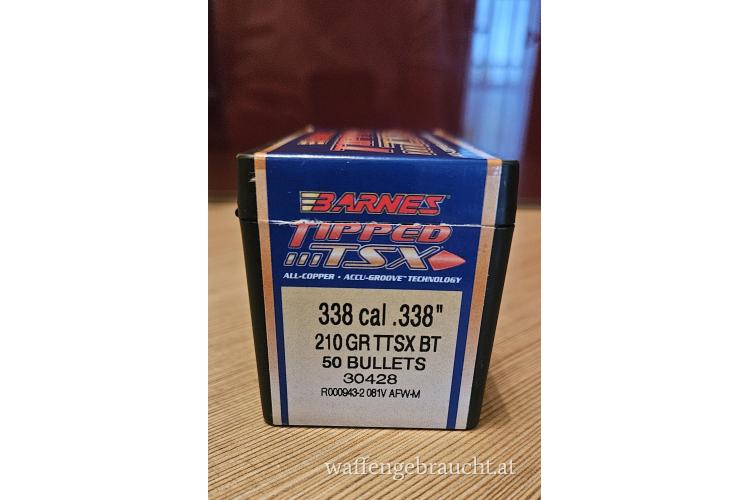 BARNES
TIPPED
TSX
ALL-COPPER • ACCU-GROOVE™ TECHNOLOGY
338 cal .338"
210 GR TTSX BT
50 BULLETS
30428
R000943-2 081V AFW-M
waffengebraucht.at